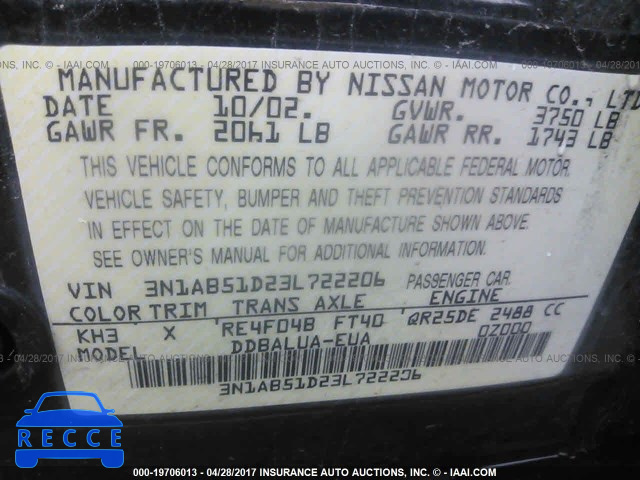 000-19706013 - 04/28/2017 INSURANCE AUTO AUCTIONS, INC. - © IAAI.COM
MANUFACTURED BY NISSAN MOTOR CO., LTD
DATE 10/02. GVWR. 3750 LB
GAWR FR. 2061 LB GAWR RR. 1743 LB
THIS VEHICLE CONFORMS TO ALL APPLICABLE FEDERAL MOTOR
VEHICLE SAFETY, BUMPER AND THEFT PREVENTION STANDARDS
IN EFFECT ON THE DATE OF MANUFACTURE SHOWN ABOVE.
SEE OWNER'S MANUAL FOR ADDITIONAL INFORMATION.
VIN 3N1AB51D23L722206 PASSENGER CAR
COLOR TRIM TRANS AXLE ENGINE
KH3 X RE4F04B FT40 QR25DE 2488 CC
MODEL DDBALUA-EUA 0Z000
3N1AB51D23L722206
RECCE
000-19706013 - 04/28/2017 INSURANCE AUTO AUCTIONS, INC. - © IAAI.COM